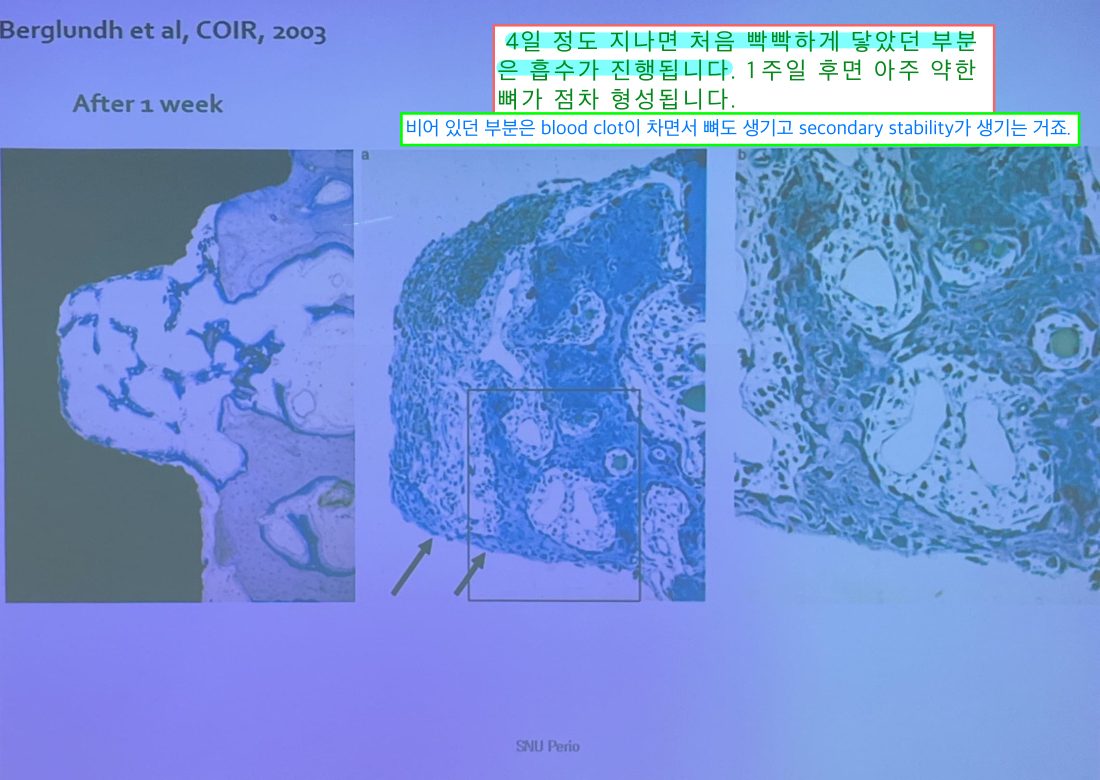 Berglundh et al, COIR, 2003
After 1 week
4일 정도 지나면 처음 빡빡하게 닿았던 부분
은 흡수가 진행됩니다. 1주일 후면 아주 약한
뼈가 점차 형성됩니다.
비어 있던 부분은 blood clot이 차면서 뼈도 생기고 secondary stability가 생기는 거죠.
a
b
SNU Perio